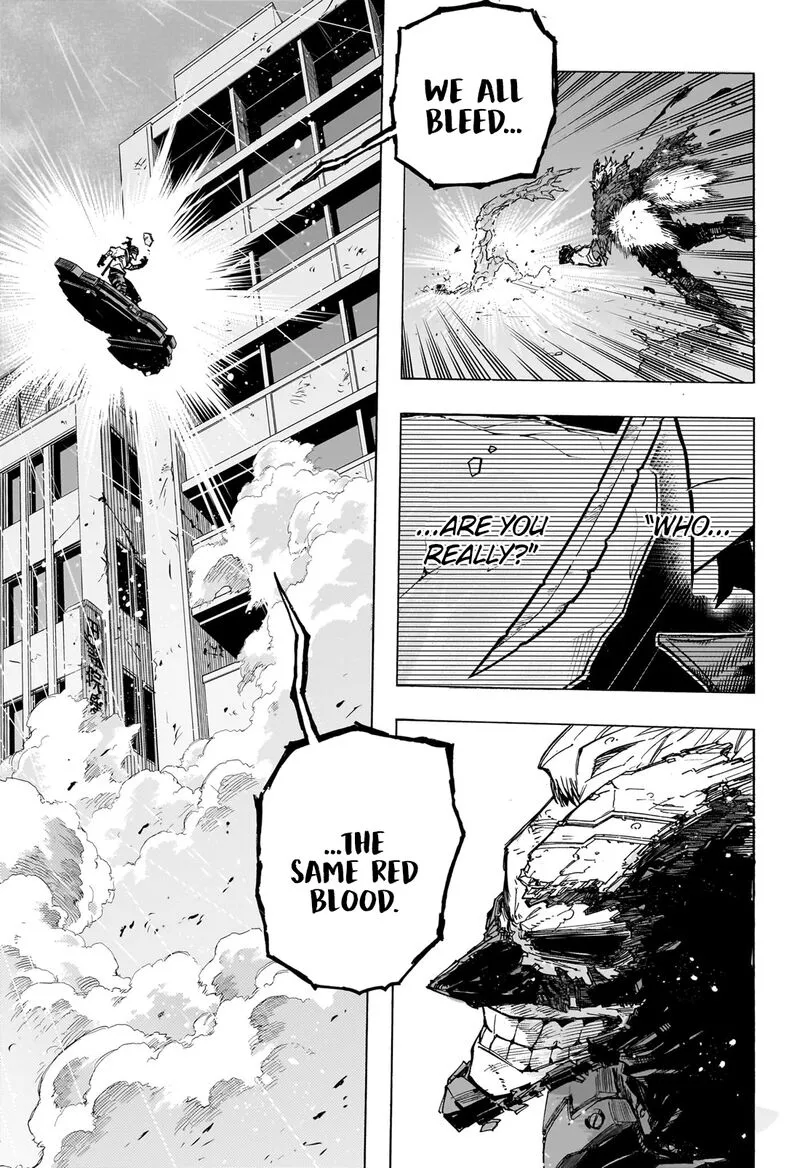 "WHO...
...ARE YOU
REALLY?"
WE ALL
BLEED...
...THE
SAME RED
BLOOD.